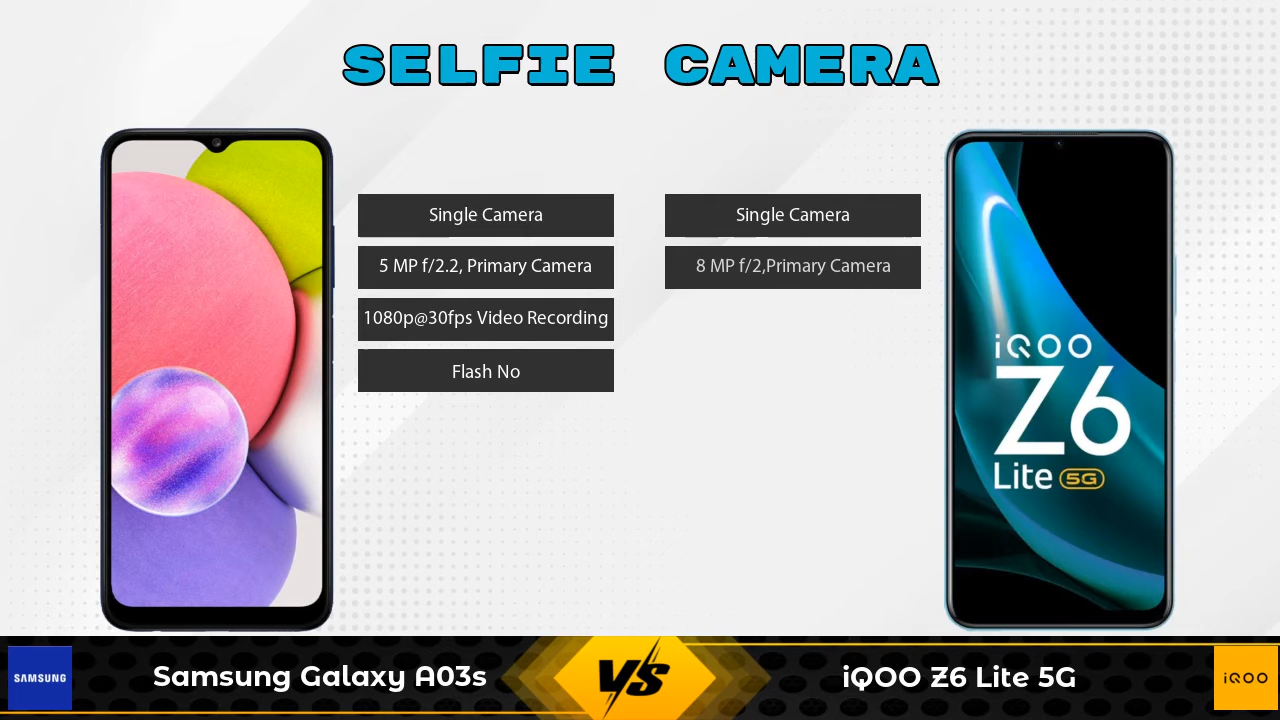 SELFIE CAMERA
Single Camera
5 MP f/2.2, Primary Camera
1080p@30fps Video Recording
Flash No
Single Camera
8 MP f/2,Primary Camera
iQOO
Z6
Lite 5G
SAMSUNG
Samsung Galaxy A03s
VS
iQOO Z6 Lite 5G
iQOO